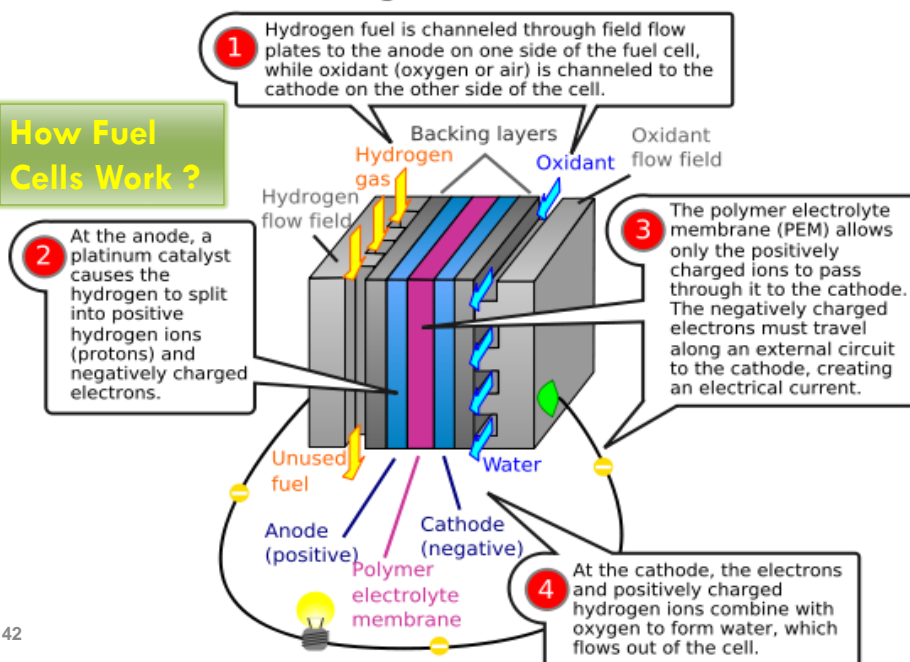 1
Hydrogen fuel is channeled through field flow
plates to the anode on one side of the fuel cell,
while oxidant (oxygen or air) is channeled to the
cathode on the other side of the cell.
How Fuel
Cells Work ?
Backing layers
Oxidant
flow field
Hydrogen
gas
Oxidant
Hydrogen
flow field
2
At the anode, a
platinum catalyst
causes the
hydrogen to split
into positive
hydrogen ions
(protons) and
negatively charged
electrons.
3
The polymer electrolyte
membrane (PEM) allows
only the positively
charged ions to pass
through it to the cathode.
The negatively charged
electrons must travel
along an external circuit
to the cathode, creating
an electrical current.
Unused
fuel
Water
Anode
(positive)
Cathode
(negative)
Polymer
electrolyte
membrane
4
At the cathode, the electrons
and positively charged
hydrogen ions combine with
oxygen to form water, which
flows out of the cell.
42